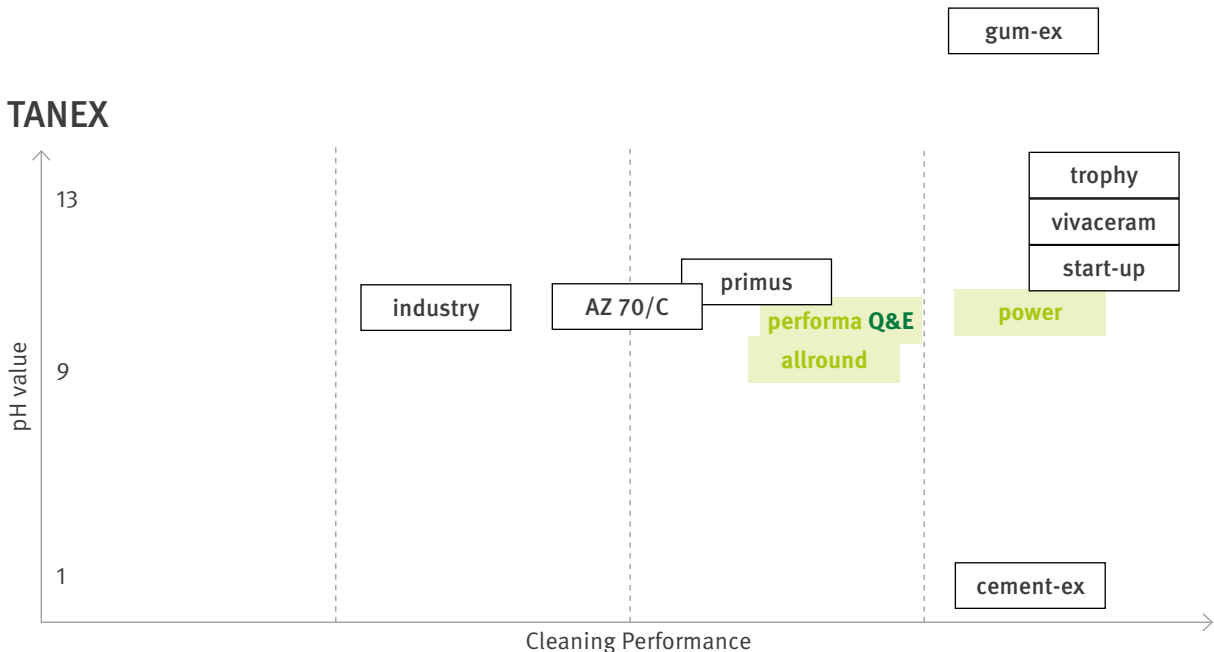 gum-ex
TANEX
trophy
13
vivaceram
start-up
primus
industry
AZ 70/C
power
performa Q&E
allround
9
pH value
1
cement-ex
Cleaning Performance